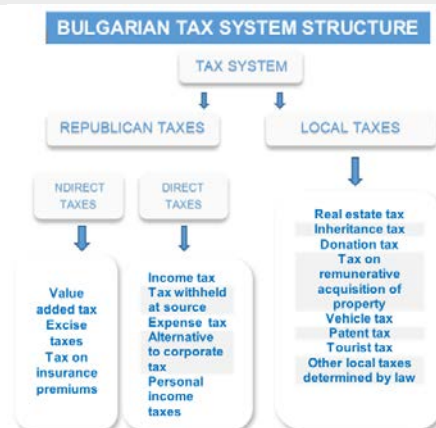 BULGARIAN TAX SYSTEM STRUCTURE
TAX SYSTEM
REPUBLICAN TAXES
LOCAL TAXES
NDIRECT
TAXES
DIRECT
TAXES
Value
added tax
Excise
taxes
Tax on
insurance
premiums
Income tax
Tax withheld
at source
Expense tax
Alternative
to corporate
tax
Personal
income
taxes
Real estate tax
Inheritance tax
Donation tax
Tax on
remunerative
acquisition of
property
Vehicle tax
Patent tax
Tourist tax
Other local taxes
determined by law